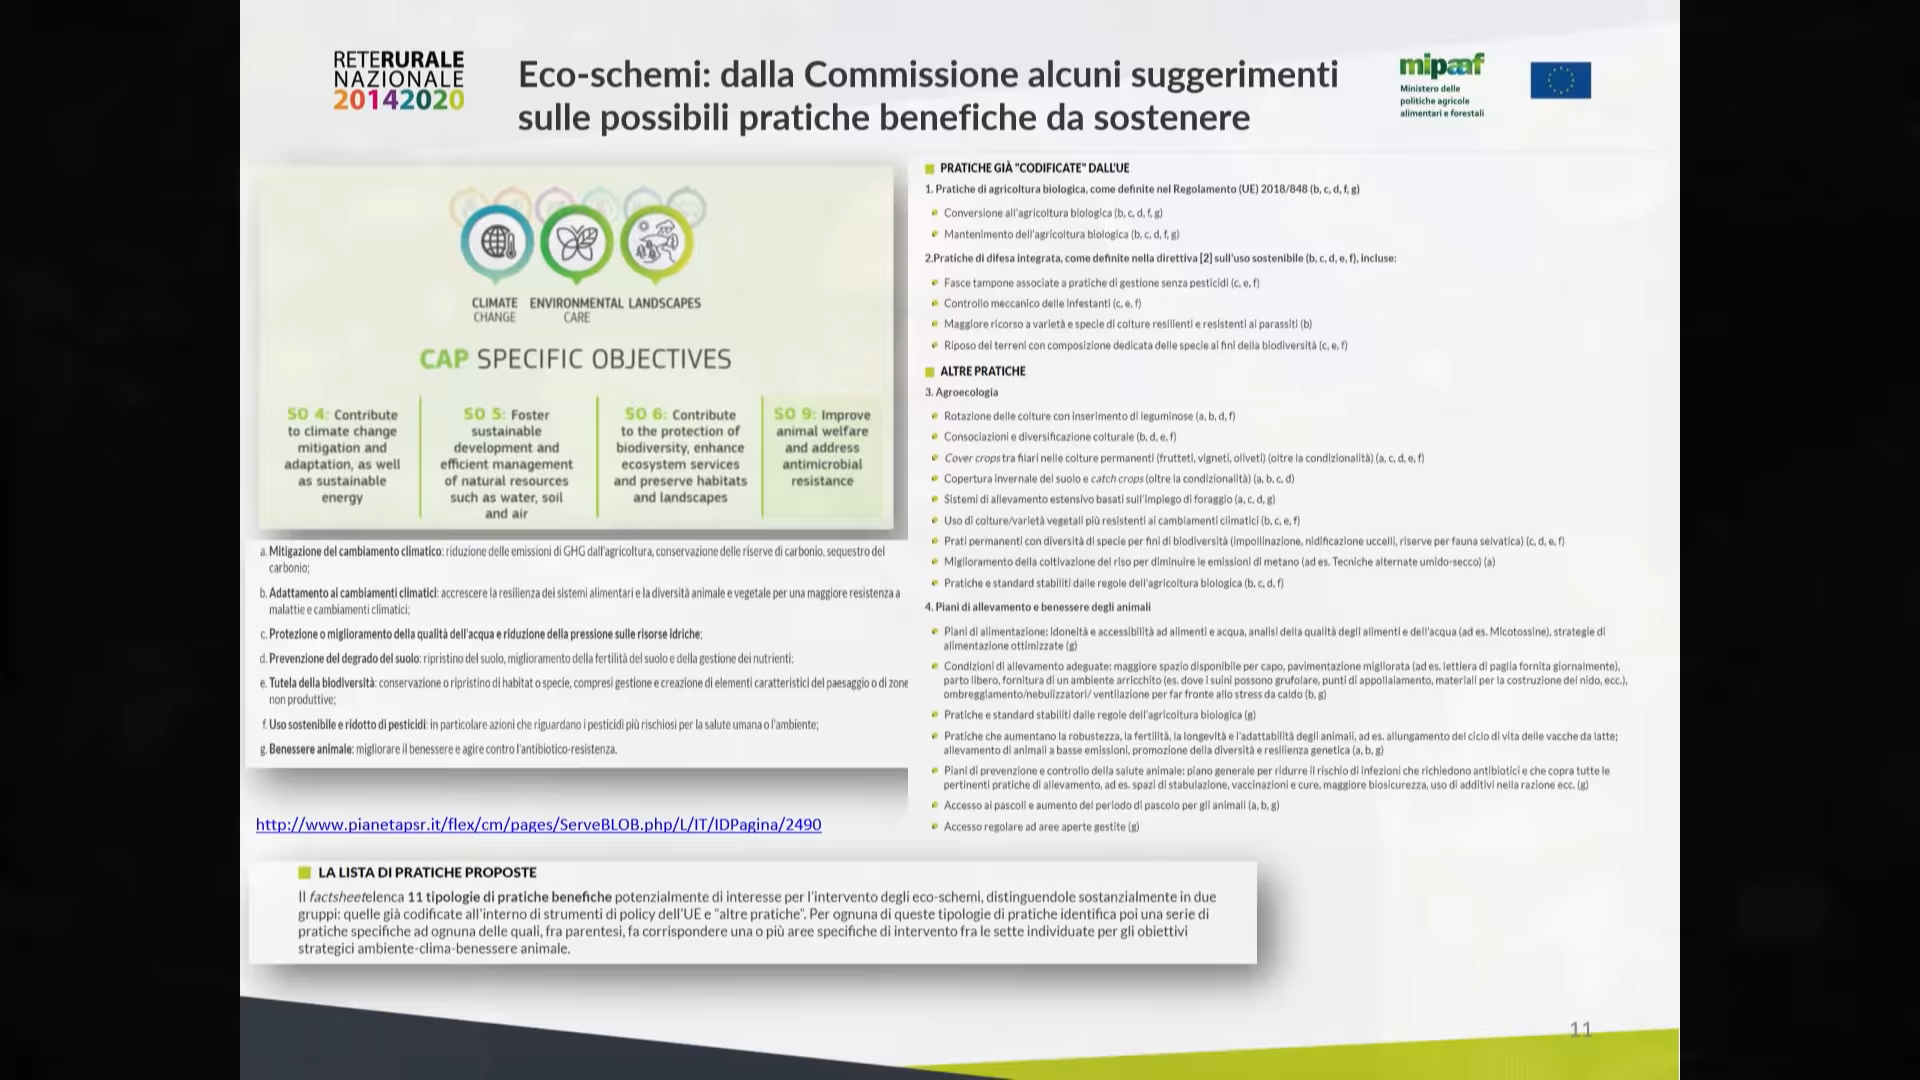 RETERURALE
NAZIONALE
20142020
Eco-schemi: dalla Commissione alcuni suggerimenti
sulle possibili pratiche benefiche da sostenere
mipaaf
Ministero delle
politiche agricole
alimentari e forestali
CLIMATE CHANGE
ENVIRONMENTAL CARE
LANDSCAPES
CAP SPECIFIC OBJECTIVES
SO 4: Contribute
to climate change
mitigation and
adaptation, as well
as sustainable
energy
SO 5: Foster
sustainable
development and
efficient management
of natural resources
such as water, soil
and air
SO 6: Contribute
to the protection of
biodiversity, enhance
ecosystem services
and preserve habitats
and landscapes
SO 9: Improve
animal welfare
and address
antimicrobial
resistance
a. Mitigazione del cambiamento climatico: riduzione delle emissioni di GHG dall'agricoltura, conservazione delle riserve di carbonio, sequestro del
carbonio;
b. Adattamento ai cambiamenti climatici: accrescere la resilienza dei sistemi alimentari e la diversità animale e vegetale per una maggiore resistenza a
malattie e cambiamenti climatici;
c. Protezione o miglioramento della qualità dell'acqua e riduzione della pressione sulle risorse idriche;
d. Prevenzione del degrado del suolo: ripristino del suolo, miglioramento della fertilità del suolo e della gestione dei nutrienti;
e. Tutela della biodiversità: conservazione o ripristino di habitat o specie, compresi gestione e creazione di elementi caratteristici del paesaggio o di zone
non produttive;
f. Uso sostenibile e ridotto di pesticidi: in particolare azioni che riguardano i pesticidi più rischiosi per la salute umana o l'ambiente;
g. Benessere animale: migliorare il benessere e agire contro l'antibiotico-resistenza.
http://www.pianetapsr.it/flex/cm/pages/ServeBLOB.php/L/IT/IDPagina/2490
PRATICHE GIÀ "CODIFICATE" DALL'UE
1. Pratiche di agricoltura biologica, come definite nel Regolamento (UE) 2018/848 (b, c, d, f, g)
Conversione all'agricoltura biologica (b, c, d, f, g)
Mantenimento dell'agricoltura biologica (b, c, d, f, g)
2.Pratiche di difesa integrata, come definite nella direttiva [2] sull'uso sostenibile (b, c, d, e, f), incluse:
Fasce tampone associate a pratiche di gestione senza pesticidi (c, e, f)
Controllo meccanico delle infestanti (c, e, f)
Maggiore ricorso a varietà e specie di colture resilienti e resistenti ai parassiti (b)
Riposo dei terreni con composizione dedicata delle specie ai fini della biodiversità (c, e, f)
ALTRE PRATICHE
3. Agroecologia
Rotazione delle colture con inserimento di leguminose (a, b, d, f)
Consociazioni e diversificazione colturale (b, d, e, f)
Cover crops tra filari nelle colture permanenti (frutteti, vigneti, oliveti) (oltre la condizionalità) (a, c, d, e, f)
Copertura invernale del suolo e catch crops (oltre la condizionalità) (a, b, c, d)
Sistemi di allevamento estensivo basati sull'impiego di foraggio (a, c, d, g)
Uso di colture/varietà vegetali più resistenti ai cambiamenti climatici (b, c, e, f)
Prati permanenti con diversità di specie per fini di biodiversità (impollinazione, nidificazione uccelli, riserve per fauna selvatica) (c, d, e, f)
Miglioramento della coltivazione del riso per diminuire le emissioni di metano (ad es. Tecniche alternate umido-secco) (a)
Pratiche e standard stabiliti dalle regole dell'agricoltura biologica (b, c, d, f)
4. Piani di allevamento e benessere degli animali
Piani di alimentazione: idoneità e accessibilità ad alimenti e acqua, analisi della qualità degli alimenti e dell'acqua (ad es. Micotossine), strategie di
alimentazione ottimizzate (g)
Condizioni di allevamento adeguate: maggiore spazio disponibile per capo, pavimentazione migliorata (ad es. lettiera di paglia fornita giornalmente),
parto libero, fornitura di un ambiente arricchito (es. dove i suini possono grufolare, punti di appollaiamento, materiali per la costruzione del nido, ecc.),
ombreggiamento/nebulizzatori/ ventilazione per far fronte allo stress da caldo (b, g)
Pratiche e standard stabiliti dalle regole dell'agricoltura biologica (g)
Pratiche che aumentano la robustezza, la fertilità, la longevità e l'adattabilità degli animali, ad es. allungamento del ciclo di vita delle vacche da latte;
allevamento di animali a basse emissioni, promozione della diversità e resilienza genetica (a, b, g)
Piani di prevenzione e controllo della salute animale: piano generale per ridurre il rischio di infezioni che richiedono antibiotici e che copra tutte le
pertinenti pratiche di allevamento, ad es. spazi di stabulazione, vaccinazioni e cure, maggiore biosicurezza, uso di additivi nella razione ecc. (g)
Accesso ai pascoli e aumento del periodo di pascolo per gli animali (a, b, g)
Accesso regolare ad aree aperte gestite (g)
LA LISTA DI PRATICHE PROPOSTE
Il factsheetelenca 11 tipologie di pratiche benefiche potenzialmente di interesse per l'intervento degli eco-schemi, distinguendole sostanzialmente in due
gruppi: quelle già codificate all'interno di strumenti di policy dell'UE e "altre pratiche". Per ognuna di queste tipologie di pratiche identifica poi una serie di
pratiche specifiche ad ognuna delle quali, fra parentesi, fa corrispondere una o più aree specifiche di intervento fra le sette individuate per gli obiettivi
strategici ambiente-clima-benessere animale.
11